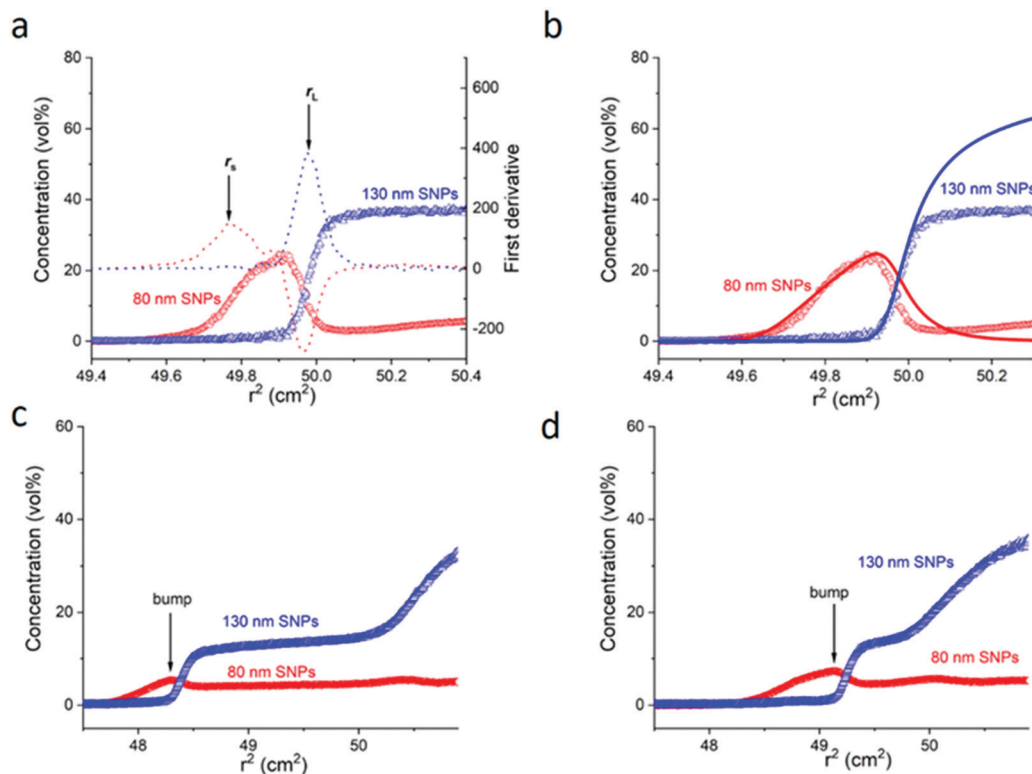 a
Concentration (vol%)
80
60
40
20
0
49.4
49.6
49.8
50.0
50.2
50.4
r² (cm²)
First derivative
600
400
200
0
-200
rₛ
r_L
130 nm SNPs
80 nm SNPs
b
Concentration (vol%)
80
60
40
20
0
49.4
49.6
49.8
50.0
50.2
r² (cm²)
130 nm SNPs
80 nm SNPs
c
Concentration (vol%)
60
40
20
0
48
49
50
r² (cm²)
bump
130 nm SNPs
80 nm SNPs
d
Concentration (vol%)
60
40
20
0
48
49
50
r² (cm²)
bump
130 nm SNPs
80 nm SNPs